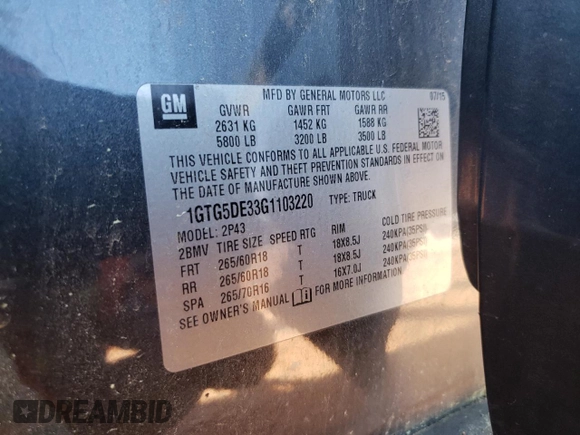 GM
MFD BY GENERAL MOTORS LLC 07/15
GVWR GAWR FRT GAWR RR
2631 KG 1452 KG 1588 KG
5800 LB 3200 LB 3500 LB
THIS VEHICLE CONFORMS TO ALL APPLICABLE U.S. FEDERAL MOTOR
VEHICLE SAFETY AND THEFT PREVENTION STANDARDS IN EFFECT ON
THE DATE OF MANUFACTURE SHOWN ABOVE.
1GTG5DE33G1103220 TYPE: TRUCK
MODEL: 2P43
2BMV TIRE SIZE SPEED RTG RIM COLD TIRE PRESSURE
FRT 265/60R18 T 18X8.5J 240KPA(35PSI)
RR 265/60R18 T 18X8.5J 240KPA(35PSI)
SPA 265/70R16 T 16X7.0J 240KPA(35PSI)
SEE OWNER'S MANUAL FOR MORE INFORMATION
DREAMBID